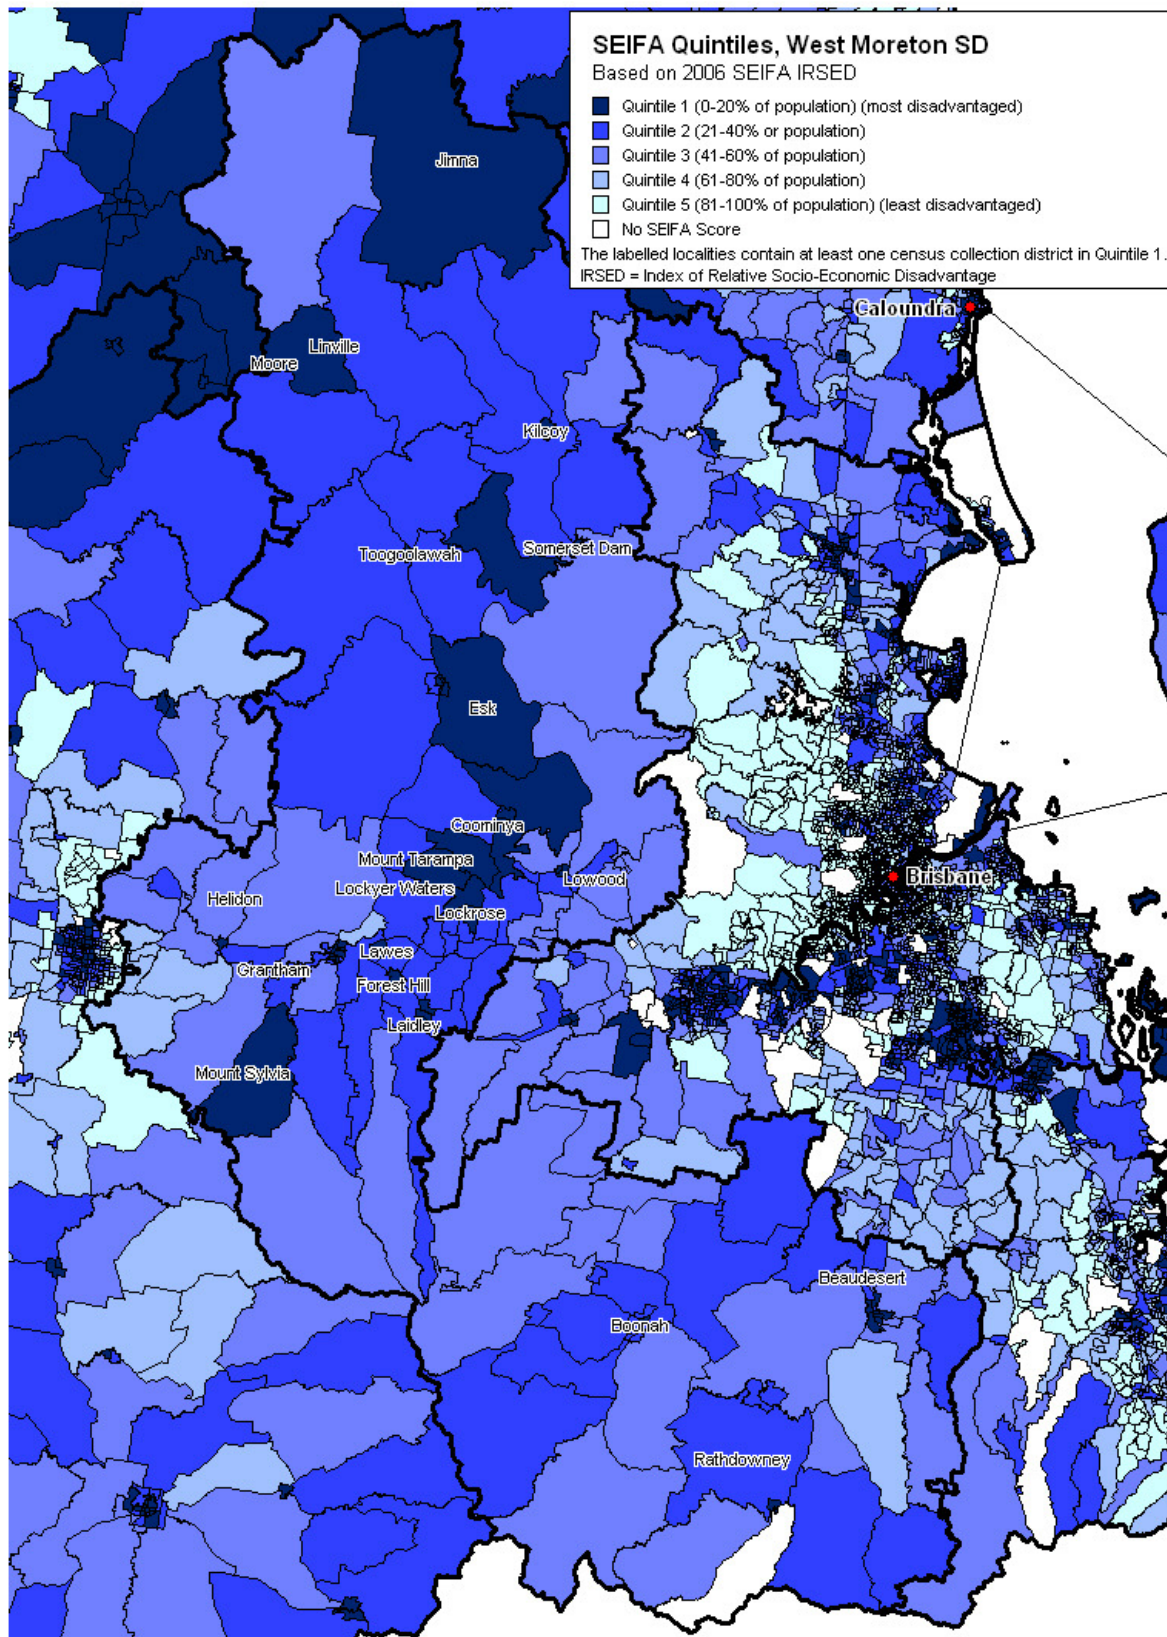 SEIFA Quintiles, West Moreton SD
Based on 2006 SEIFA IRSED
Quintile 1 (0-20% of population) (most disadvantaged)
Quintile 2 (21-40% or population)
Quintile 3 (41-60% of population)
Quintile 4 (61-80% of population)
Quintile 5 (81-100% of population) (least disadvantaged)
No SEIFA Score
The labelled localities contain at least one census collection district in Quintile 1.
IRSED = Index of Relative Socio-Economic Disadvantage
Jimna
Caloundra
Linville
Moore
Kilcoy
Toogoolawah
Somerset Dam
Esk
Coominya
Mount Tarampa
Lowood
Brisbane
Lockyer Waters
Helidon
Lockrose
Lawes
Grantham
Forest Hill
Laidley
Mount Sylvia
Beaudesert
Boonah
Rathdowney